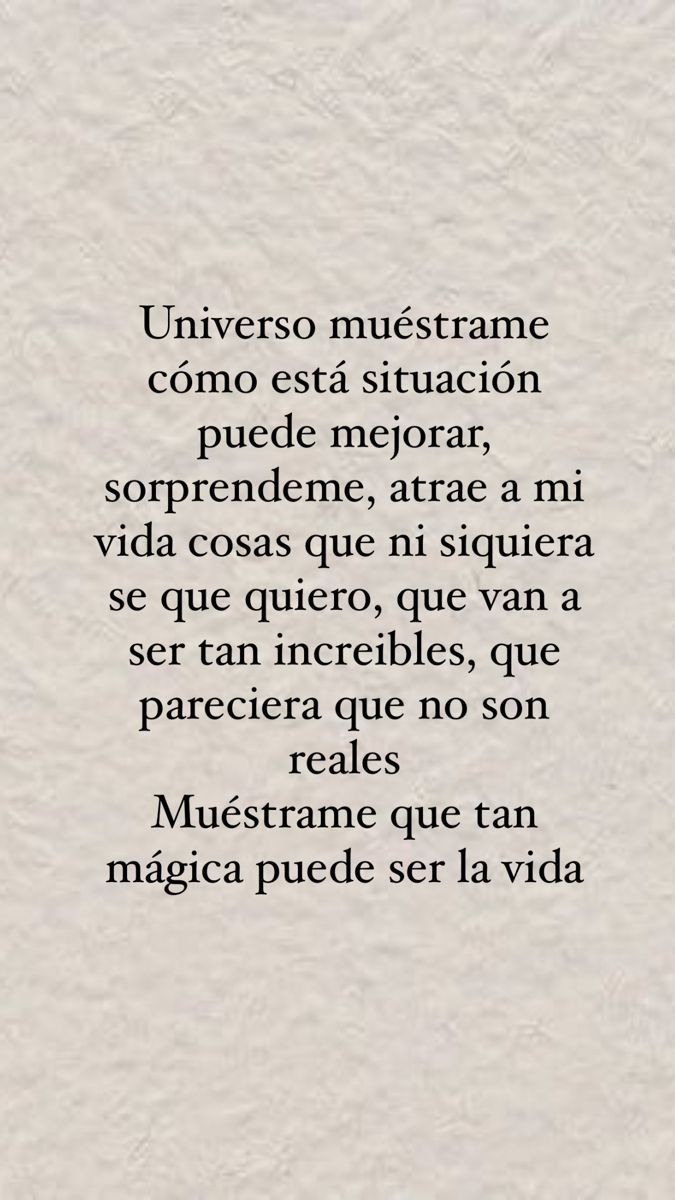 Universo muéstrame
cómo está situación
puede mejorar,
sorprendeme, atrae a mi
vida cosas que ni siquiera
se que quiero, que van a
ser tan increibles, que
pareciera que no son
reales
Muéstrame que tan
mágica puede ser la vida